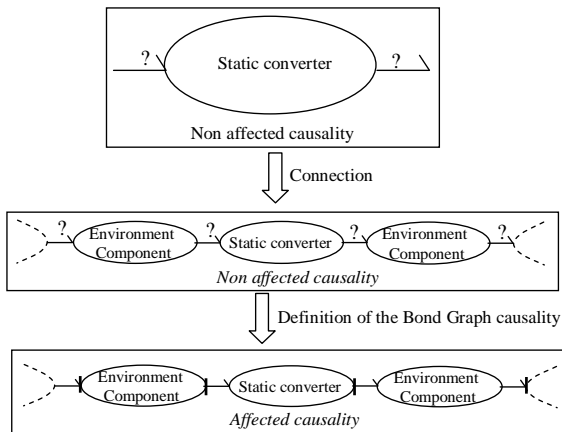 ? ?
Static converter
Non affected causality
Connection
? ? ? ?
Environment Static converter Environment
Component Component
Non affected causality
Definition of the Bond Graph causality
Environment Static converter Environment
Component Component
Affected causality